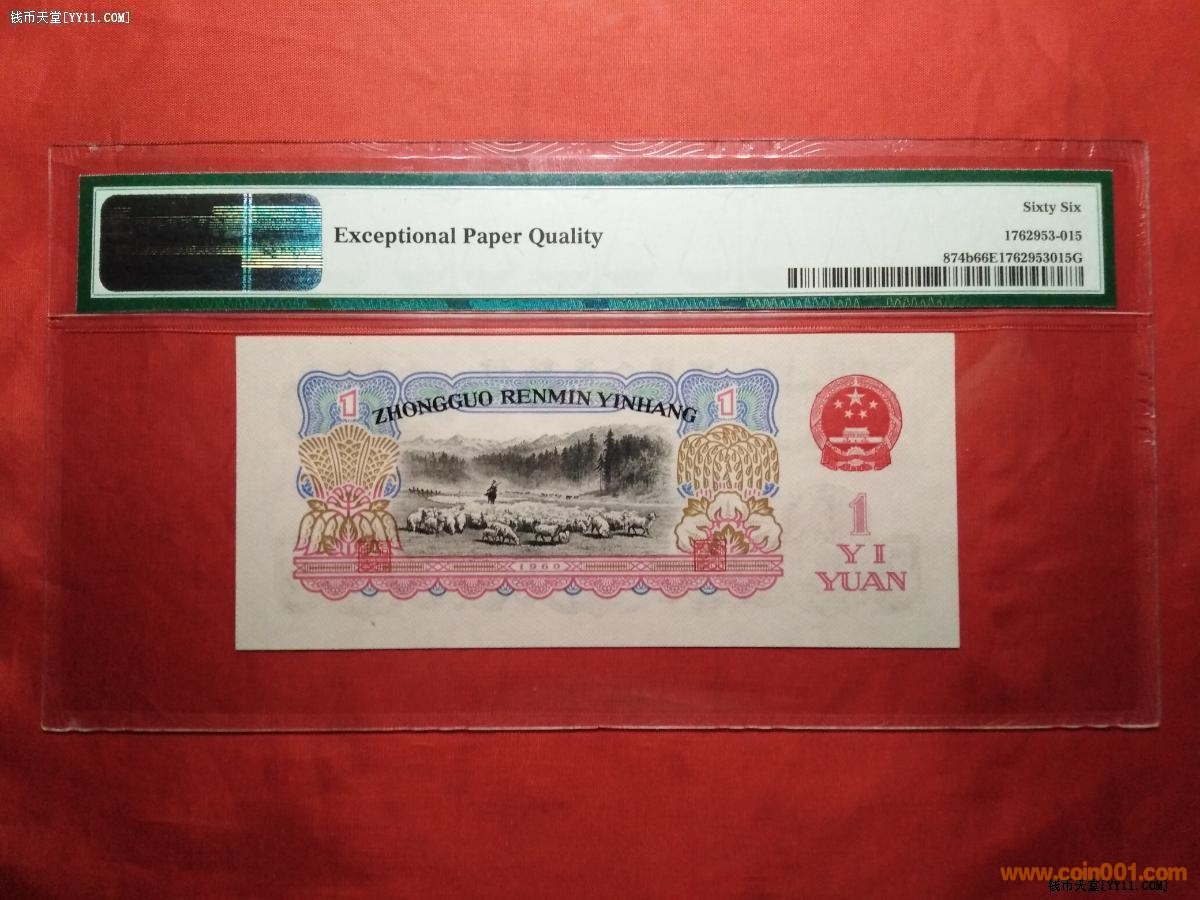 钱币天堂[YY11.COM]
Exceptional Paper Quality
Sixty Six
1762953-015
874b66E1762953015G
ZHONGGUO RENMIN YINHANG
1
1
1
YI
YUAN
1960
www.coin001.com
钱币天堂[YY11.COM]